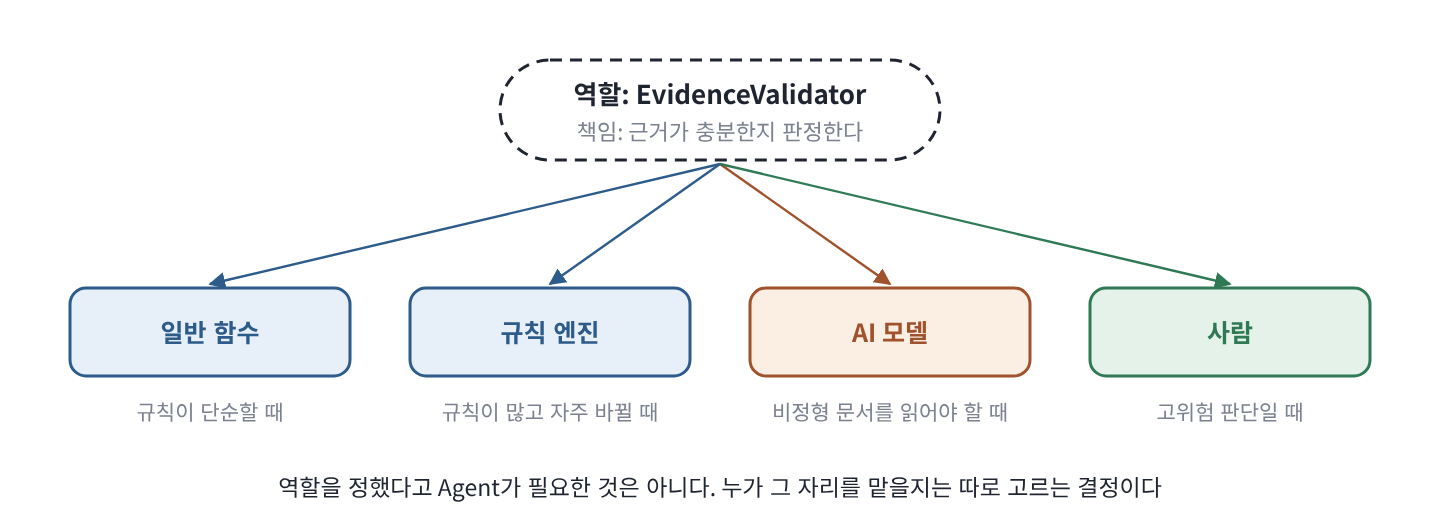 역할: EvidenceValidator
책임: 근거가 충분한지 판정한다
일반 함수
규칙 엔진
AI 모델
사람
규칙이 단순할 때
규칙이 많고 자주 바뀔 때
비정형 문서를 읽어야 할 때
고위험 판단일 때
역할을 정했다고 Agent가 필요한 것은 아니다. 누가 그 자리를 맡을지는 따로 고르는 결정이다